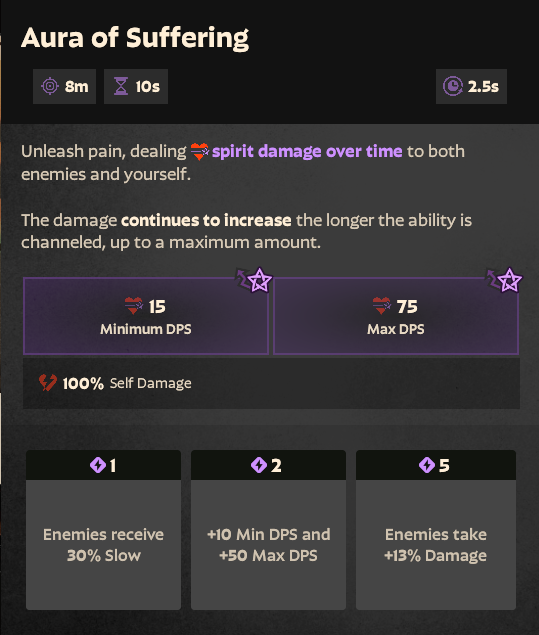 Aura of Suffering
8m 10s 2.5s
Unleash pain, dealing spirit damage over time to both
enemies and yourself.
The damage continues to increase the longer the ability is
channeled, up to a maximum amount.
15 75
Minimum DPS Max DPS
100% Self Damage
1 2 5
Enemies receive +10 Min DPS and Enemies take
30% Slow +50 Max DPS +13% Damage